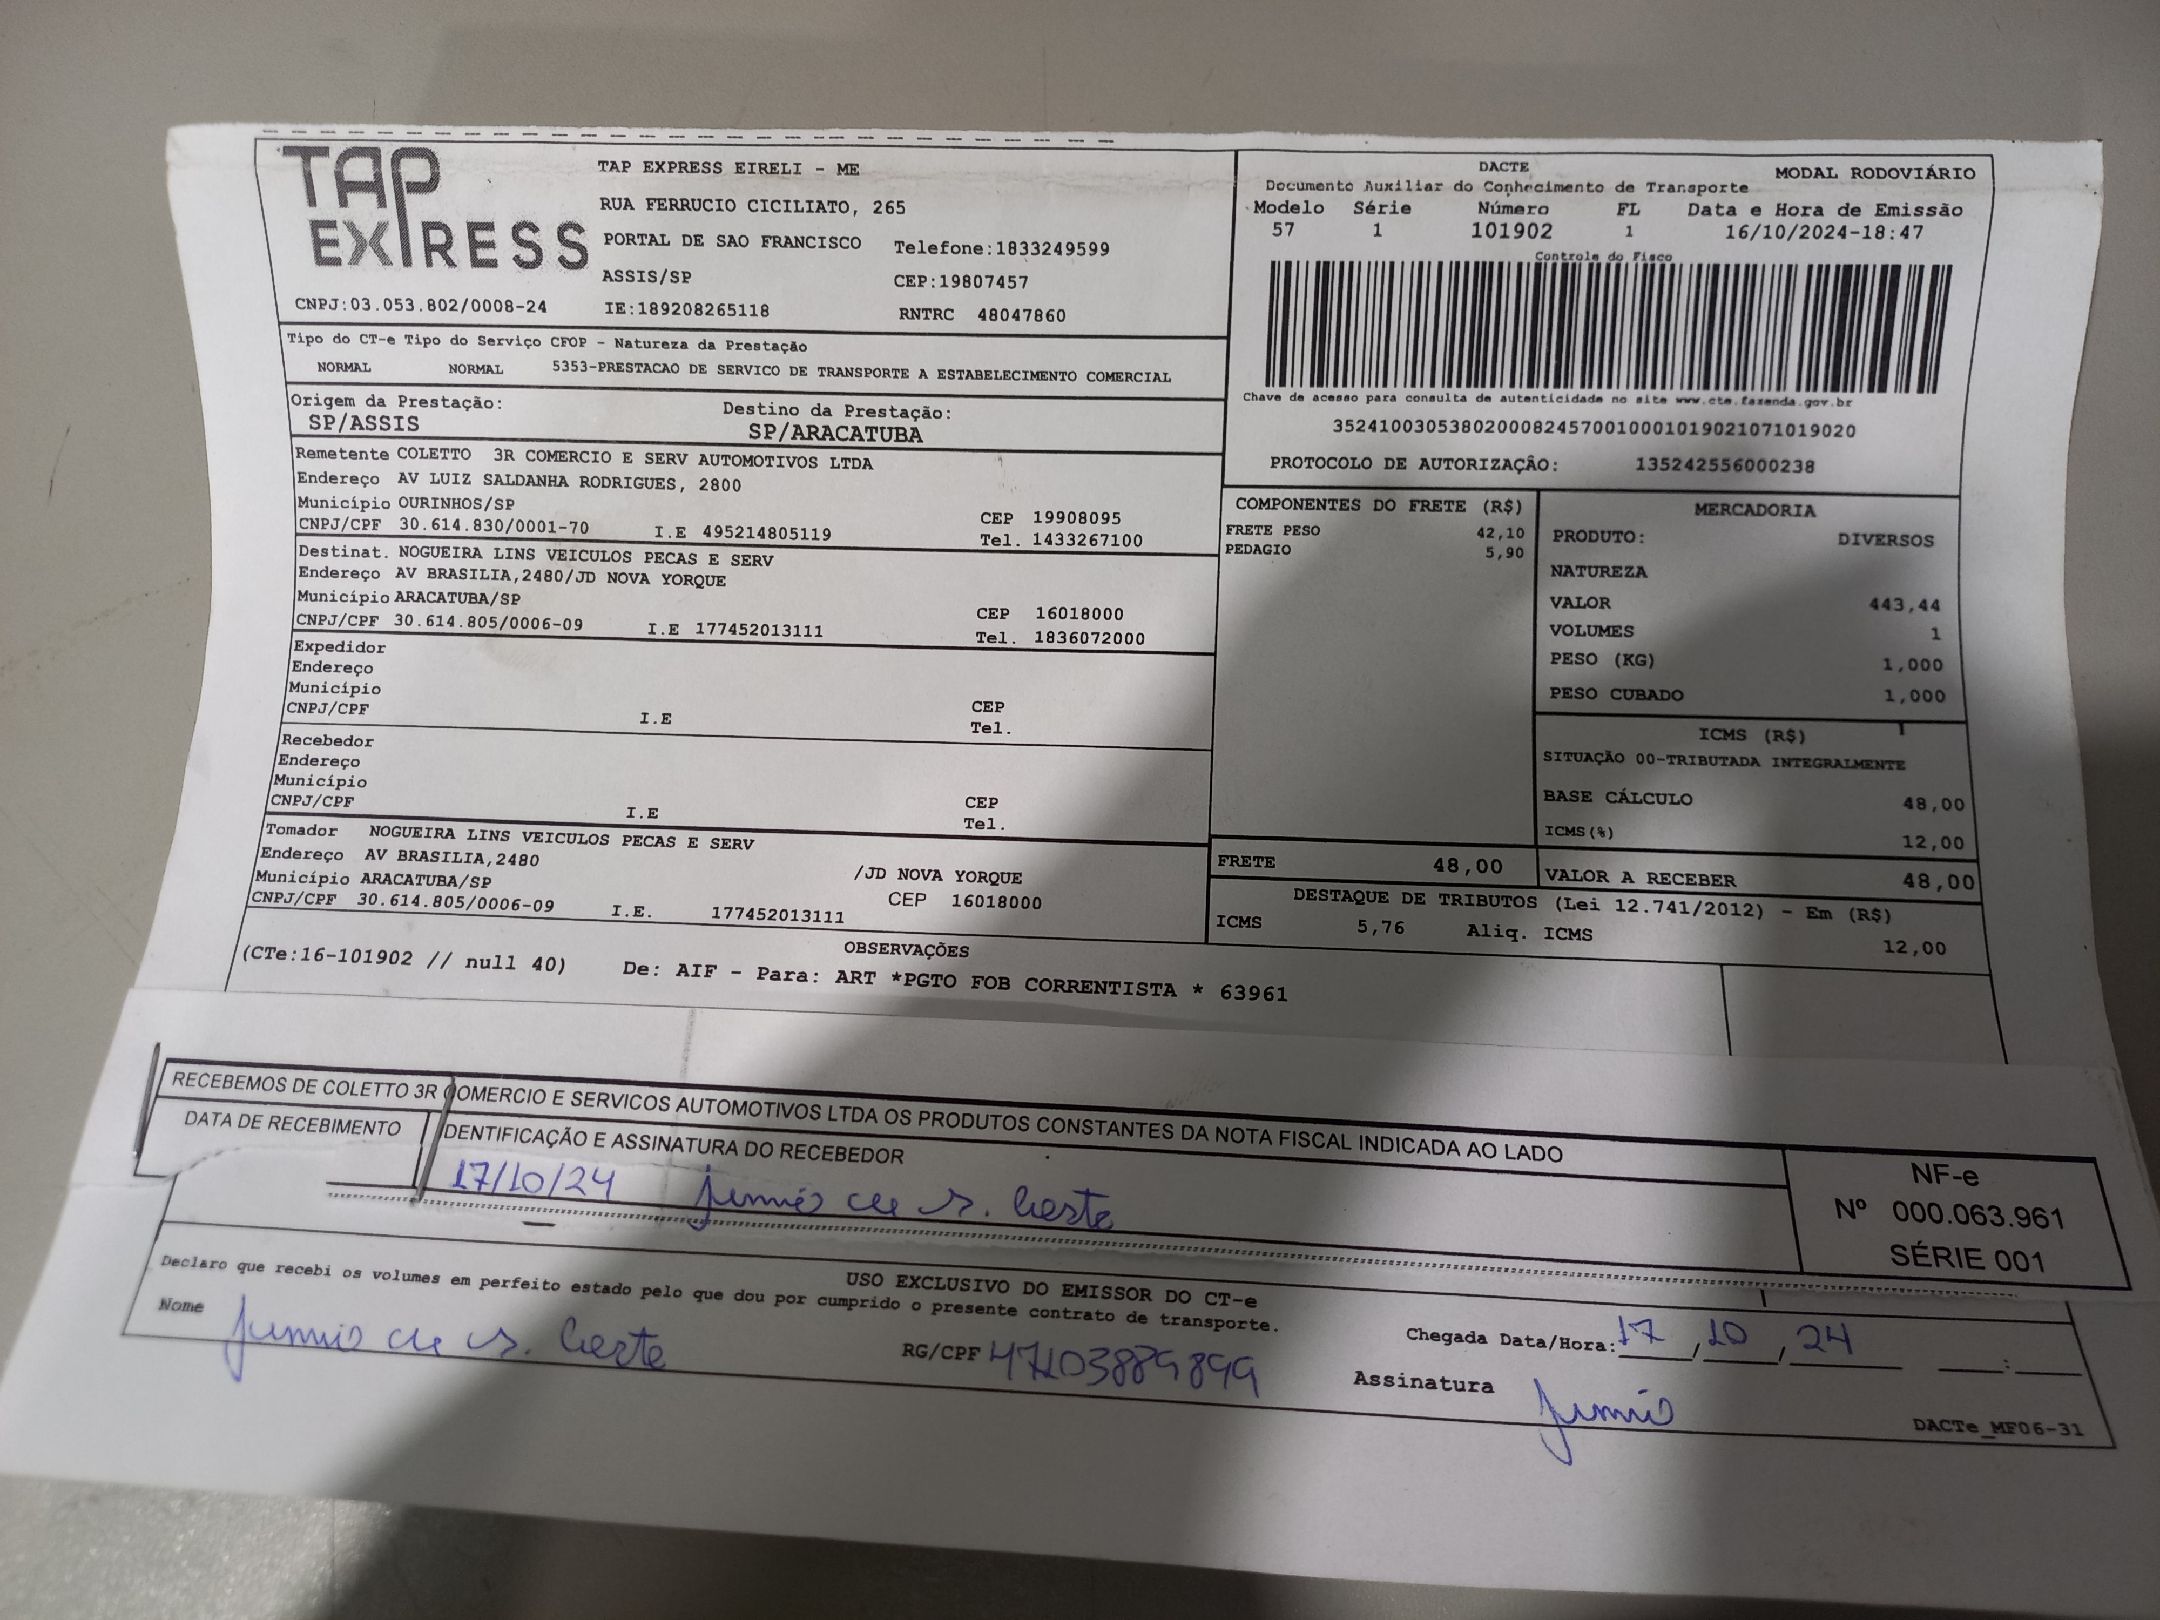 TAP EXPRESS
TAP EXPRESS EIRELI - ME
RUA FERRUCIO CICILIATO, 265
PORTAL DE SAO FRANCISCO Telefone:1833249599
ASSIS/SP CEP:19807457
CNPJ:03.053.802/0008-24 IE:189208265118 RNTRC 48047860
DACTE MODAL RODOVIÁRIO
Documento Auxiliar do Conhecimento de Transporte
Modelo Série Número FL Data e Hora de Emissão
57 1 101902 1 16/10/2024-18:47
Controle do Fisco
Chave de acesso para consulta de autenticidade no site www.cte.fazenda.gov.br
35241003053802000824570010001019021071019020
PROTOCOLO DE AUTORIZAÇÃO: 135242556000238
Tipo do CT-e Tipo do Serviço CFOP - Natureza da Prestação
NORMAL NORMAL 5353-PRESTACAO DE SERVICO DE TRANSPORTE A ESTABELECIMENTO COMERCIAL
Origem da Prestação: Destino da Prestação:
SP/ASSIS SP/ARACATUBA
Remetente COLETTO 3R COMERCIO E SERV AUTOMOTIVOS LTDA
Endereço AV LUIZ SALDANHA RODRIGUES, 2800
Município OURINHOS/SP CEP 19908095
CNPJ/CPF 30.614.830/0001-70 I.E 495214805119 Tel. 1433267100
Destinat. NOGUEIRA LINS VEICULOS PECAS E SERV
Endereço AV BRASILIA,2480/JD NOVA YORQUE
Município ARACATUBA/SP CEP 16018000
CNPJ/CPF 30.614.805/0006-09 I.E 177452013111 Tel. 1836072000
Expedidor
Endereço
Município CEP
CNPJ/CPF I.E Tel.
Recebedor
Endereço
Município CEP
CNPJ/CPF I.E Tel.
Tomador NOGUEIRA LINS VEICULOS PECAS E SERV
Endereço AV BRASILIA,2480 /JD NOVA YORQUE
Município ARACATUBA/SP CEP 16018000
CNPJ/CPF 30.614.805/0006-09 I.E. 177452013111
COMPONENTES DO FRETE (R$)
FRETE PESO 42,10
PEDAGIO 5,90
FRETE 48,00
MERCADORIA
PRODUTO: DIVERSOS
NATUREZA
VALOR 443,44
VOLUMES 1
PESO (KG) 1,000
PESO CUBADO 1,000
ICMS (R$)
SITUAÇÃO 00-TRIBUTADA INTEGRALMENTE
BASE CÁLCULO 48,00
ICMS(%) 12,00
VALOR A RECEBER 48,00
DESTAQUE DE TRIBUTOS (Lei 12.741/2012) - Em (R$)
ICMS 5,76 Aliq. ICMS 12,00
OBSERVAÇÕES
(CTe:16-101902 // null 40) De: AIF - Para: ART *PGTO FOB CORRENTISTA * 63961
RECEBEMOS DE COLETTO 3R COMERCIO E SERVICOS AUTOMOTIVOS LTDA OS PRODUTOS CONSTANTES DA NOTA FISCAL INDICADA AO LADO
DATA DE RECEBIMENTO IDENTIFICAÇÃO E ASSINATURA DO RECEBEDOR
17/10/24
NF-e
Nº 000.063.961
SÉRIE 001
USO EXCLUSIVO DO EMISSOR DO CT-e
Declaro que recebi os volumes em perfeito estado pelo que dou por cumprido o presente contrato de transporte.
Nome RG/CPF 47103889899 Chegada Data/Hora: 17 , 10 , 24 :
Assinatura
DACTe_MF06-31